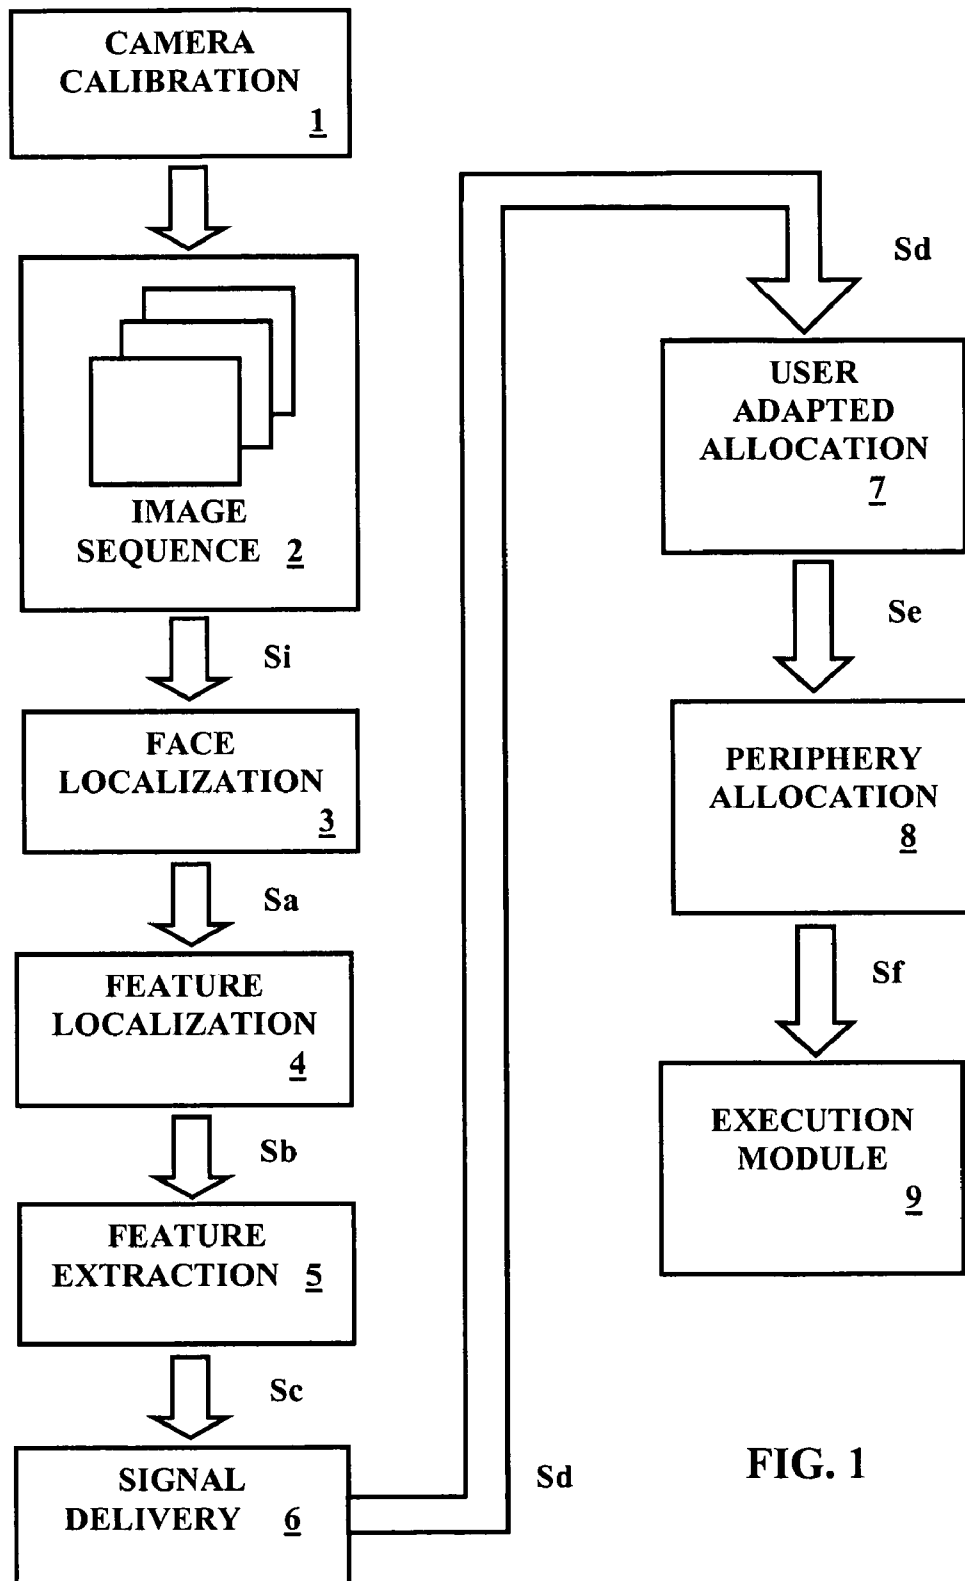 CAMERA
CALIBRATION
1
IMAGE
SEQUENCE 2
Si
FACE
LOCALIZATION
3
Sa
FEATURE
LOCALIZATION
4
Sb
FEATURE
EXTRACTION 5
Sc
SIGNAL
DELIVERY 6
Sd
Sd
USER
ADAPTED
ALLOCATION
7
Se
PERIPHERY
ALLOCATION
8
Sf
EXECUTION
MODULE
9
FIG. 1